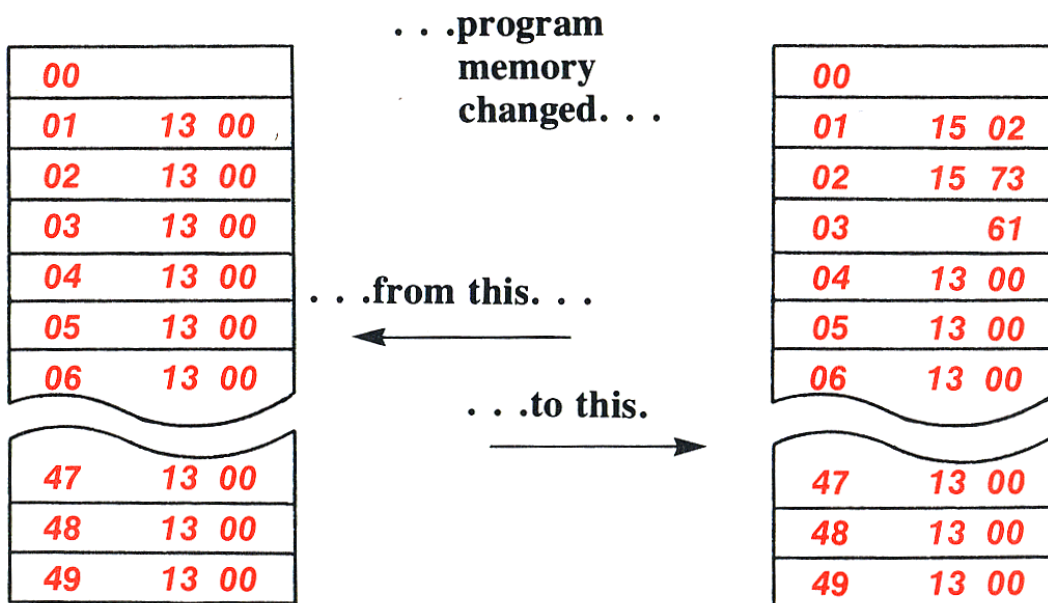 . . .program
memory
changed. . .
00
01 13 00
02 13 00
03 13 00
04 13 00
05 13 00
06 13 00
47 13 00
48 13 00
49 13 00
. . .from this. . .
. . .to this.
00
01 15 02
02 15 73
03 61
04 13 00
05 13 00
06 13 00
47 13 00
48 13 00
49 13 00